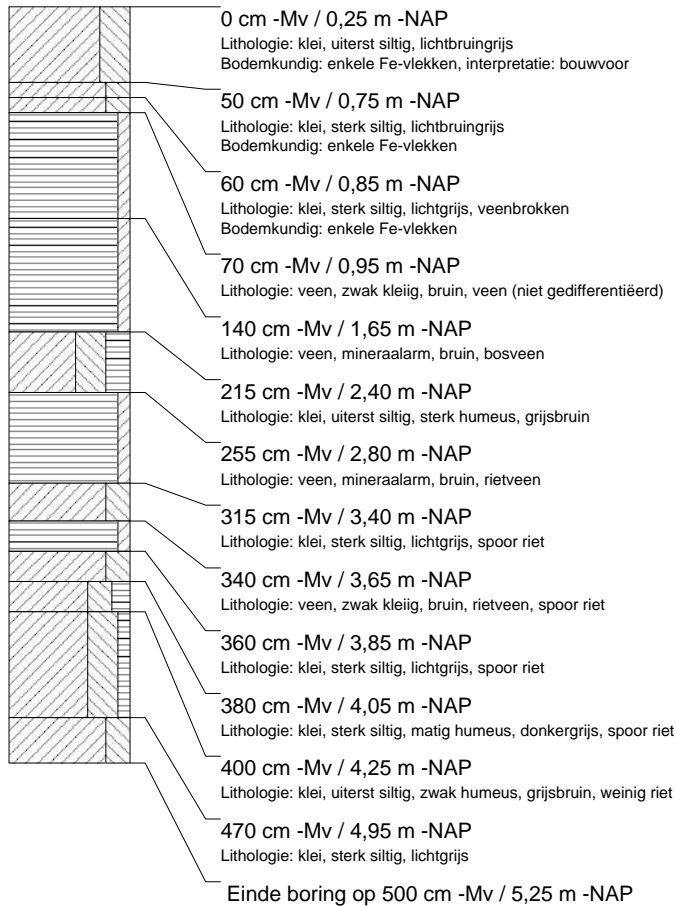 0 cm -Mv / 0,25 m -NAP
Lithologie: klei, uiterst siltig, lichtbruingrijs
Bodemkundig: enkele Fe-vlekken, interpretatie: bouwvoor
50 cm -Mv / 0,75 m -NAP
Lithologie: klei, sterk siltig, lichtbruingrijs
Bodemkundig: enkele Fe-vlekken
60 cm -Mv / 0,85 m -NAP
Lithologie: klei, sterk siltig, lichtgrijs, veenbrokken
Bodemkundig: enkele Fe-vlekken
70 cm -Mv / 0,95 m -NAP
Lithologie: veen, zwak kleiig, bruin, veen (niet gedifferentiëerd)
140 cm -Mv / 1,65 m -NAP
Lithologie: veen, mineraalarm, bruin, bosveen
215 cm -Mv / 2,40 m -NAP
Lithologie: klei, uiterst siltig, sterk humeus, grijsbruin
255 cm -Mv / 2,80 m -NAP
Lithologie: veen, mineraalarm, bruin, rietveen
315 cm -Mv / 3,40 m -NAP
Lithologie: klei, sterk siltig, lichtgrijs, spoor riet
340 cm -Mv / 3,65 m -NAP
Lithologie: veen, zwak kleiig, bruin, rietveen, spoor riet
360 cm -Mv / 3,85 m -NAP
Lithologie: klei, sterk siltig, lichtgrijs, spoor riet
380 cm -Mv / 4,05 m -NAP
Lithologie: klei, sterk siltig, matig humeus, donkergrijs, spoor riet
400 cm -Mv / 4,25 m -NAP
Lithologie: klei, uiterst siltig, zwak humeus, grijsbruin, weinig riet
470 cm -Mv / 4,95 m -NAP
Lithologie: klei, sterk siltig, lichtgrijs
Einde boring op 500 cm -Mv / 5,25 m -NAP